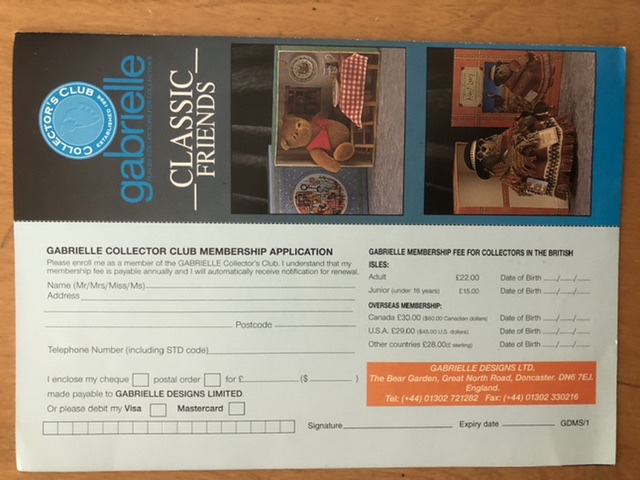 COLLECTOR'S CLUB
ESTABLISHED 1994
gabrielle
CLASSIC
FRIENDS
GABRIELLE COLLECTOR CLUB MEMBERSHIP APPLICATION
Please enroll me as a member of the GABRIELLE Collector's Club. I understand that my
membership fee is payable annually and I will automatically receive notification for renewal.
Name (Mr/Mrs/Miss/Ms)
Address
Postcode
Telephone Number (including STD code)
I enclose my cheque postal order for £ ($ )
made payable to GABRIELLE DESIGNS LIMITED.
Or please debit my Visa Mastercard
Signature Expiry date GDMS/1
GABRIELLE MEMBERSHIP FEE FOR COLLECTORS IN THE BRITISH
ISLES:
Adult £22.00 Date of Birth ....../....../......
Junior (under 16 years) £15.00 Date of Birth ....../....../......
OVERSEAS MEMBERSHIP:
Canada £30.00 ($60.00 Canadian dollars) Date of Birth ....../....../......
U.S.A. £29.00 ($45.00 U.S. dollars) Date of Birth ....../....../......
Other countries £28.00 (£ sterling) Date of Birth ....../....../......
GABRIELLE DESIGNS LTD,
The Bear Garden, Great North Road, Doncaster. DN6 7EJ.
England.
Tel: (+44) 01302 721282 Fax: (+44) 01302 330216